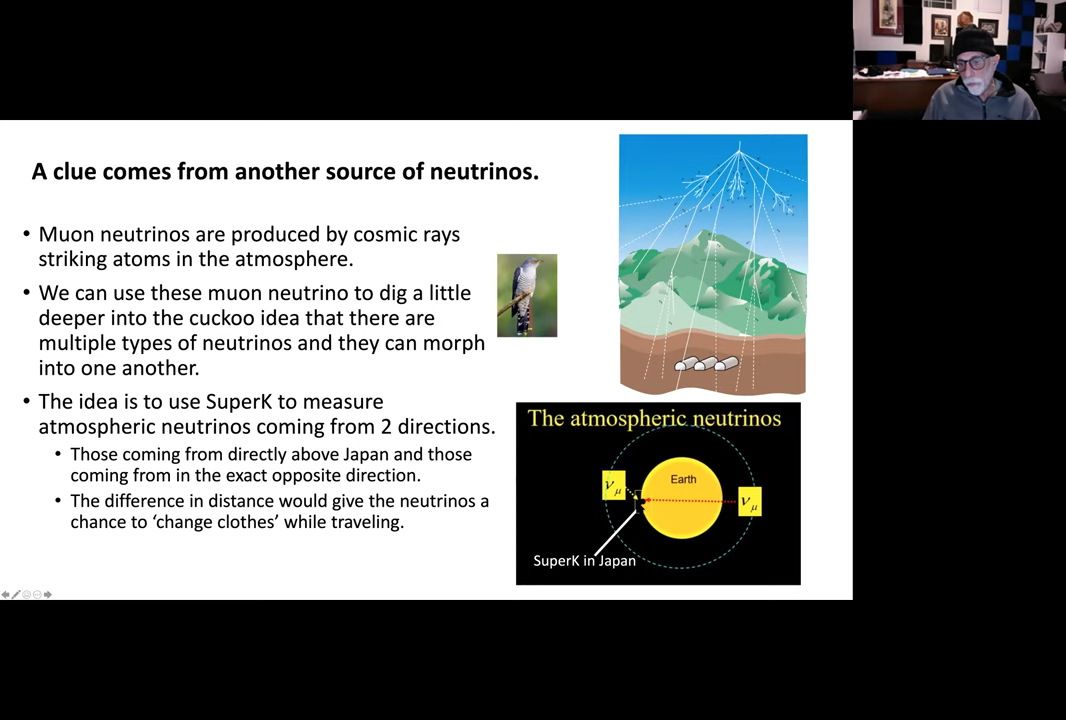 A clue comes from another source of neutrinos.
• Muon neutrinos are produced by cosmic rays
striking atoms in the atmosphere.
• We can use these muon neutrino to dig a little
deeper into the cuckoo idea that there are
multiple types of neutrinos and they can morph
into one another.
• The idea is to use SuperK to measure
atmospheric neutrinos coming from 2 directions.
• Those coming from directly above Japan and those
coming from in the exact opposite direction.
• The difference in distance would give the neutrinos a
chance to ‘change clothes’ while traveling.
The atmospheric neutrinos
Earth
νμ
νμ
SuperK in Japan